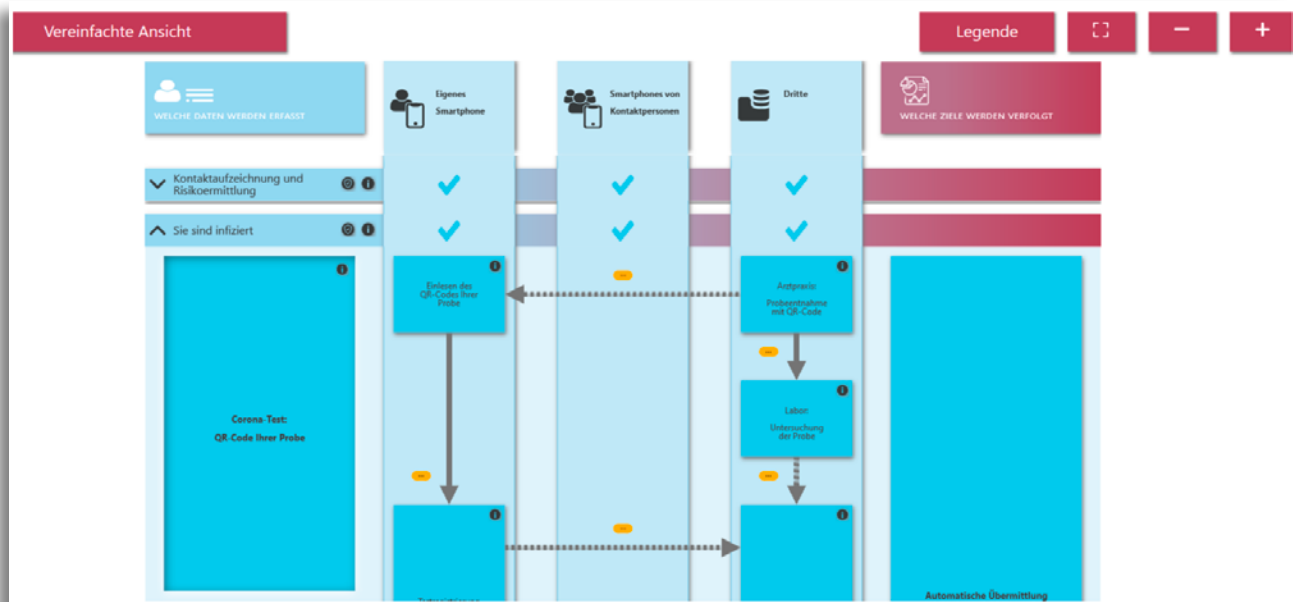 Vereinfachte Ansicht
Legende
WELCHE DATEN WERDEN ERFASST
Eigenes
Smartphone
Smartphones von
Kontaktpersonen
Dritte
WELCHE ZIELE WERDEN VERFOLGT
Kontaktaufzeichnung und
Risikoermittlung
Sie sind infiziert
Einlesen des
QR-Codes Ihrer
Probe
Arztpraxis:
Probeentnahme
mit QR-Code
Labor:
Untersuchung
der Probe
Corona-Test:
QR-Code Ihrer Probe
Automatische Übermittlung